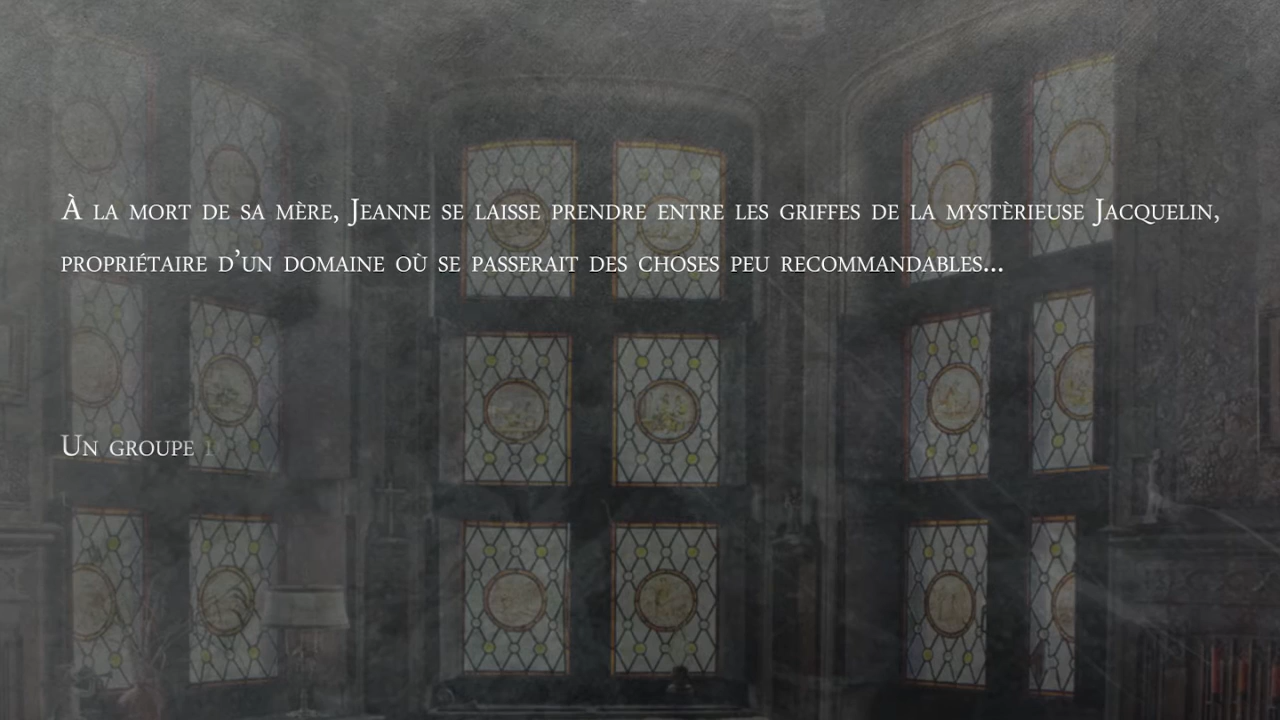 À la mort de sa mère, Jeanne se laisse prendre entre les griffes de la mystèrieuse Jacquelin,
propriétaire d'un domaine où se passerait des choses peu recommandables...
Un groupe